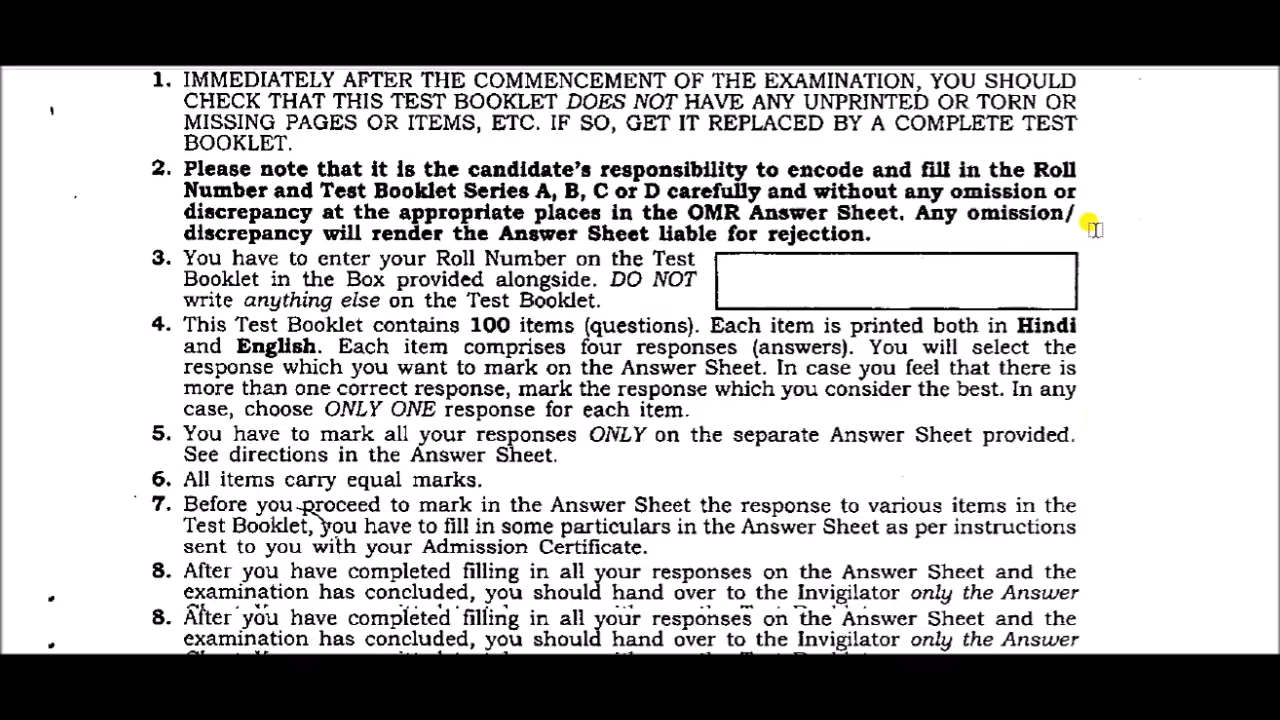 1. IMMEDIATELY AFTER THE COMMENCEMENT OF THE EXAMINATION, YOU SHOULD
CHECK THAT THIS TEST BOOKLET DOES NOT HAVE ANY UNPRINTED OR TORN OR
MISSING PAGES OR ITEMS, ETC. IF SO, GET IT REPLACED BY A COMPLETE TEST
BOOKLET.
2. Please note that it is the candidate's responsibility to encode and fill in the Roll
Number and Test Booklet Series A, B, C or D carefully and without any omission or
discrepancy at the appropriate places in the OMR Answer Sheet. Any omission/
discrepancy will render the Answer Sheet liable for rejection.
3. You have to enter your Roll Number on the Test
Booklet in the Box provided alongside. DO NOT
write anything else on the Test Booklet.
4. This Test Booklet contains 100 items (questions). Each item is printed both in Hindi
and English. Each item comprises four responses (answers). You will select the
response which you want to mark on the Answer Sheet. In case you feel that there is
more than one correct response, mark the response which you consider the best. In any
case, choose ONLY ONE response for each item.
5. You have to mark all your responses ONLY on the separate Answer Sheet provided.
See directions in the Answer Sheet.
6. All items carry equal marks.
7. Before you proceed to mark in the Answer Sheet the response to various items in the
Test Booklet, you have to fill in some particulars in the Answer Sheet as per instructions
sent to you with your Admission Certificate.
8. After you have completed filling in all your responses on the Answer Sheet and the
examination has concluded, you should hand over to the Invigilator only the Answer
8. After you have completed filling in all your responses on the Answer Sheet and the
examination has concluded, you should hand over to the Invigilator only the Answer